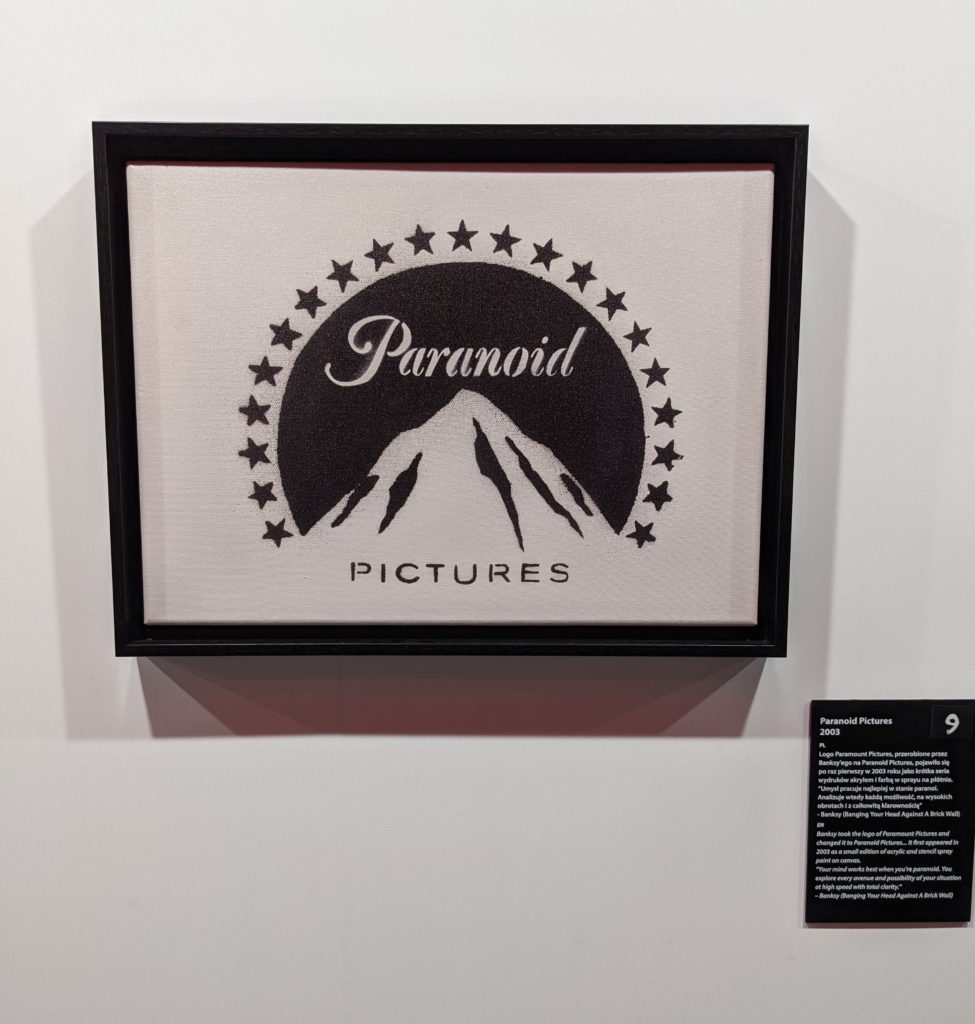 Paranoid
PICTURES
Paranoid Pictures
2003
9
PL
Logo Paramount Pictures, przerobione przez
Banksy'ego na Paranoid Pictures, pojawiło się
po raz pierwszy w 2003 roku jako krótka seria
wydruków akrylem i farbą w sprayu na płótnie.
"Umysł pracuje najlepiej w stanie paranoi.
Analizuje wtedy każdą możliwość, na wysokich
obrotach i z całkowitą klarownością"
- Banksy (Banging Your Head Against A Brick Wall)
EN
Banksy took the logo of Paramount Pictures and
changed it to Paranoid Pictures... It first appeared in
2003 as a small edition of acrylic and stencil spray
paint on canvas.
"Your mind works best when you're paranoid. You
explore every avenue and possibility of your situation
at high speed with total clarity."
– Banksy (Banging Your Head Against A Brick Wall)